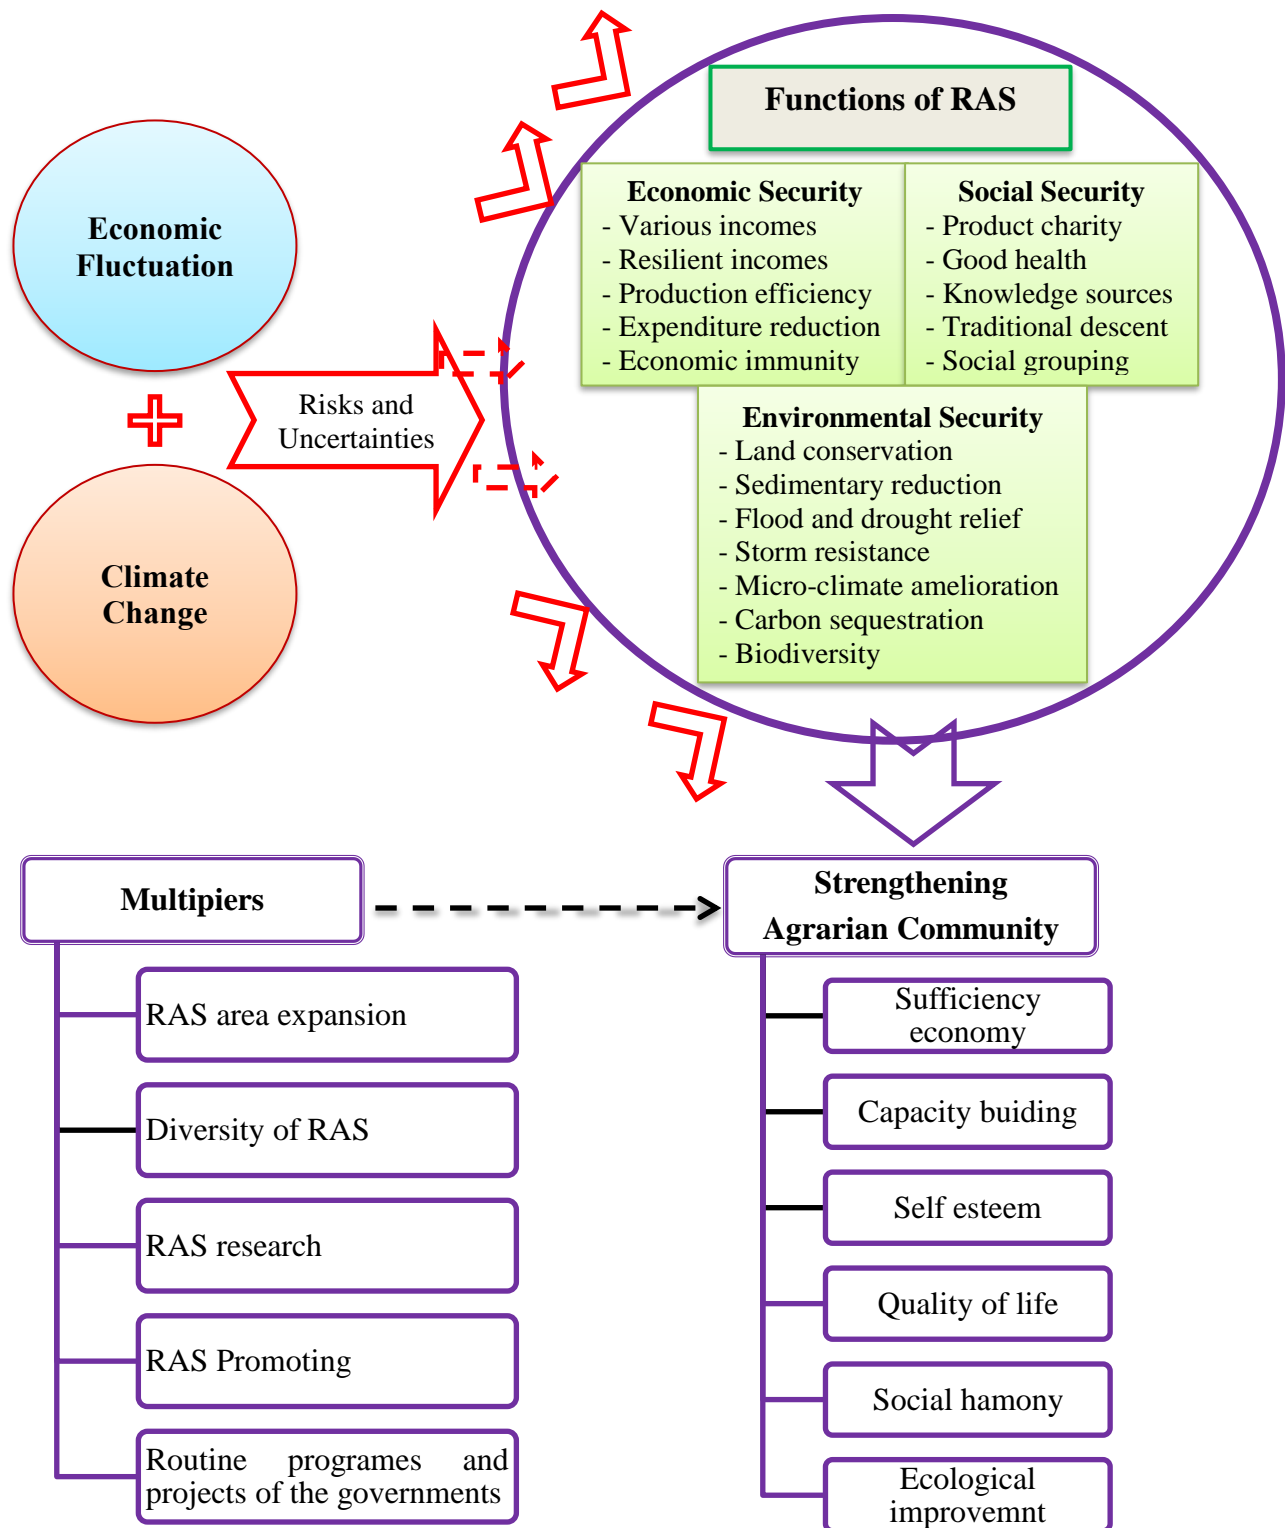 Functions of RAS
Economic
Fluctuation
Climate
Change
Risks and
Uncertainties
Economic Security
- Various incomes
- Resilient incomes
- Production efficiency
- Expenditure reduction
- Economic immunity
Social Security
- Product charity
- Good health
- Knowledge sources
- Traditional descent
- Social grouping
Environmental Security
- Land conservation
- Sedimentary reduction
- Flood and drought relief
- Storm resistance
- Micro-climate amelioration
- Carbon sequestration
- Biodiversity
Multipiers
RAS area expansion
Diversity of RAS
RAS research
RAS Promoting
Routine programes and
projects of the governments
Strengthening
Agrarian Community
Sufficiency
economy
Capacity buiding
Self esteem
Quality of life
Social hamony
Ecological
improvemnt